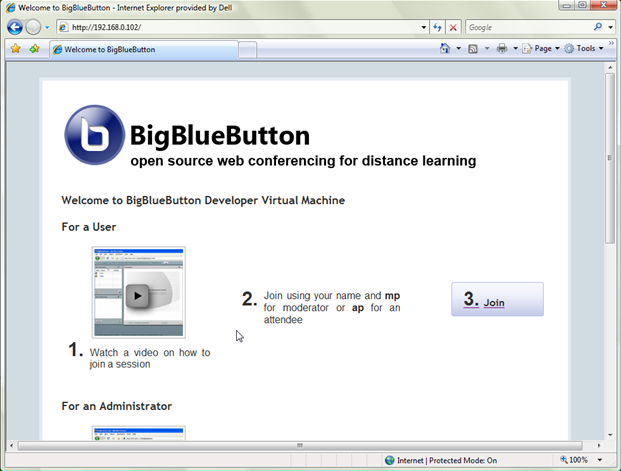 Welcome to BigBlueButton - Internet Explorer provided by Dell
http://192.168.0.102/
Google
Welcome to BigBlueButton
Page
Tools
b BigBlueButton
open source web conferencing for distance learning
Welcome to BigBlueButton Developer Virtual Machine
For a User
1. Watch a video on how to
join a session
2. Join using your name and mp
for moderator or ap for an
attendee
3. Join
For an Administrator
Internet | Protected Mode: On
100%